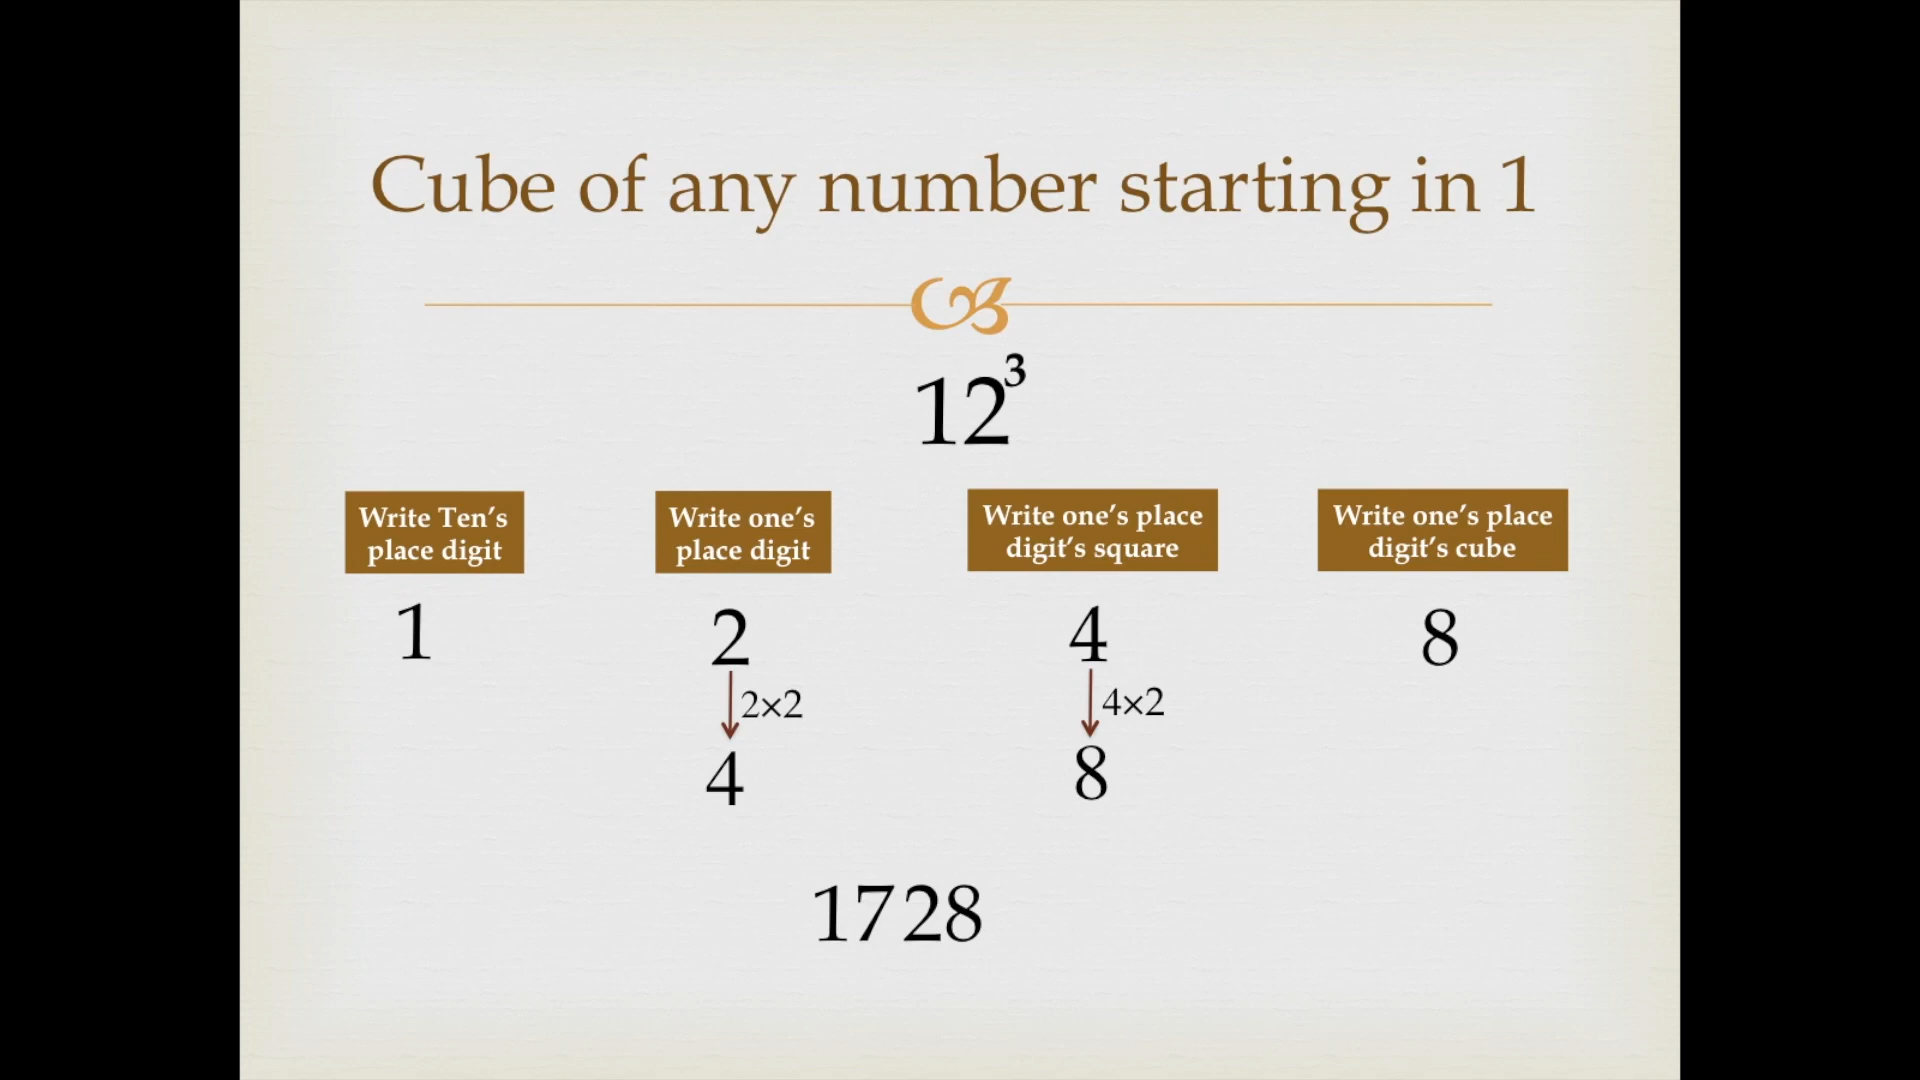 Cube of any number starting in 1
12³
Write Ten's
place digit
Write one's
place digit
Write one's place
digit's square
Write one's place
digit's cube
1 2 4 8
2×2 4×2
4 8
1728